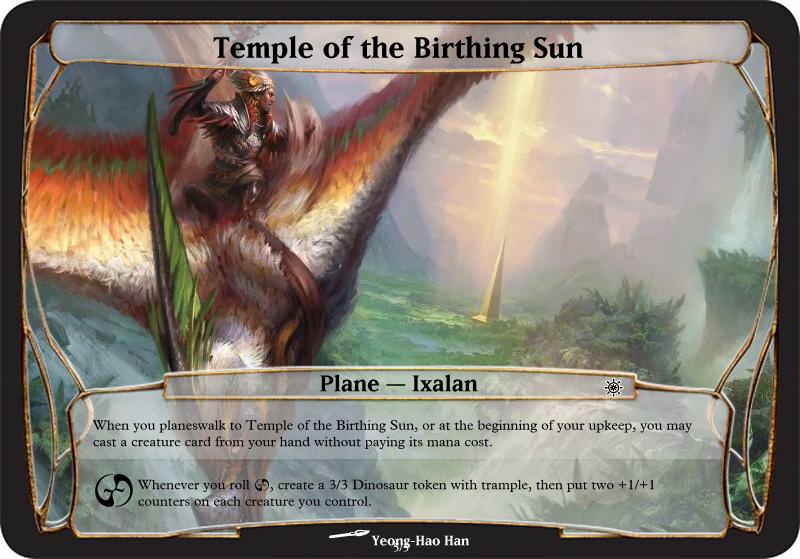 Temple of the Birthing Sun
Plane — Ixalan
When you planeswalk to Temple of the Birthing Sun, or at the beginning of your upkeep, you may
cast a creature card from your hand without paying its mana cost.
Whenever you roll , create a 3/3 Dinosaur token with trample, then put two +1/+1
counters on each creature you control.
Yeong-Hao Han
5/5